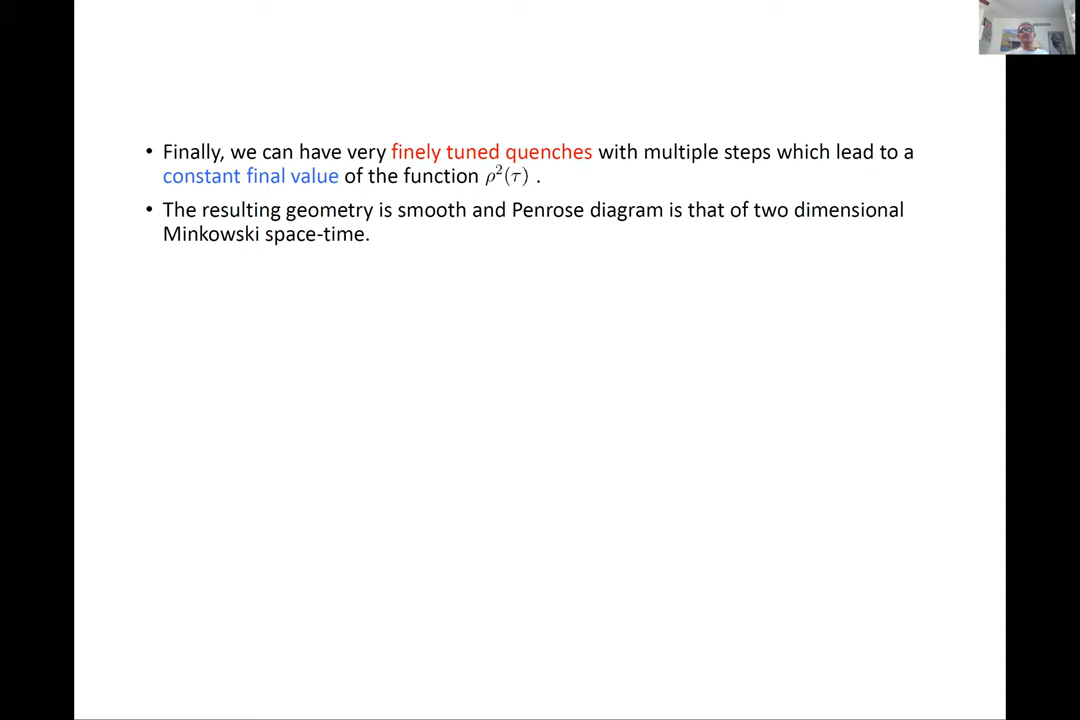 • Finally, we can have very finely tuned quenches with multiple steps which lead to a
constant final value of the function ρ²(τ) .
• The resulting geometry is smooth and Penrose diagram is that of two dimensional
Minkowski space-time.